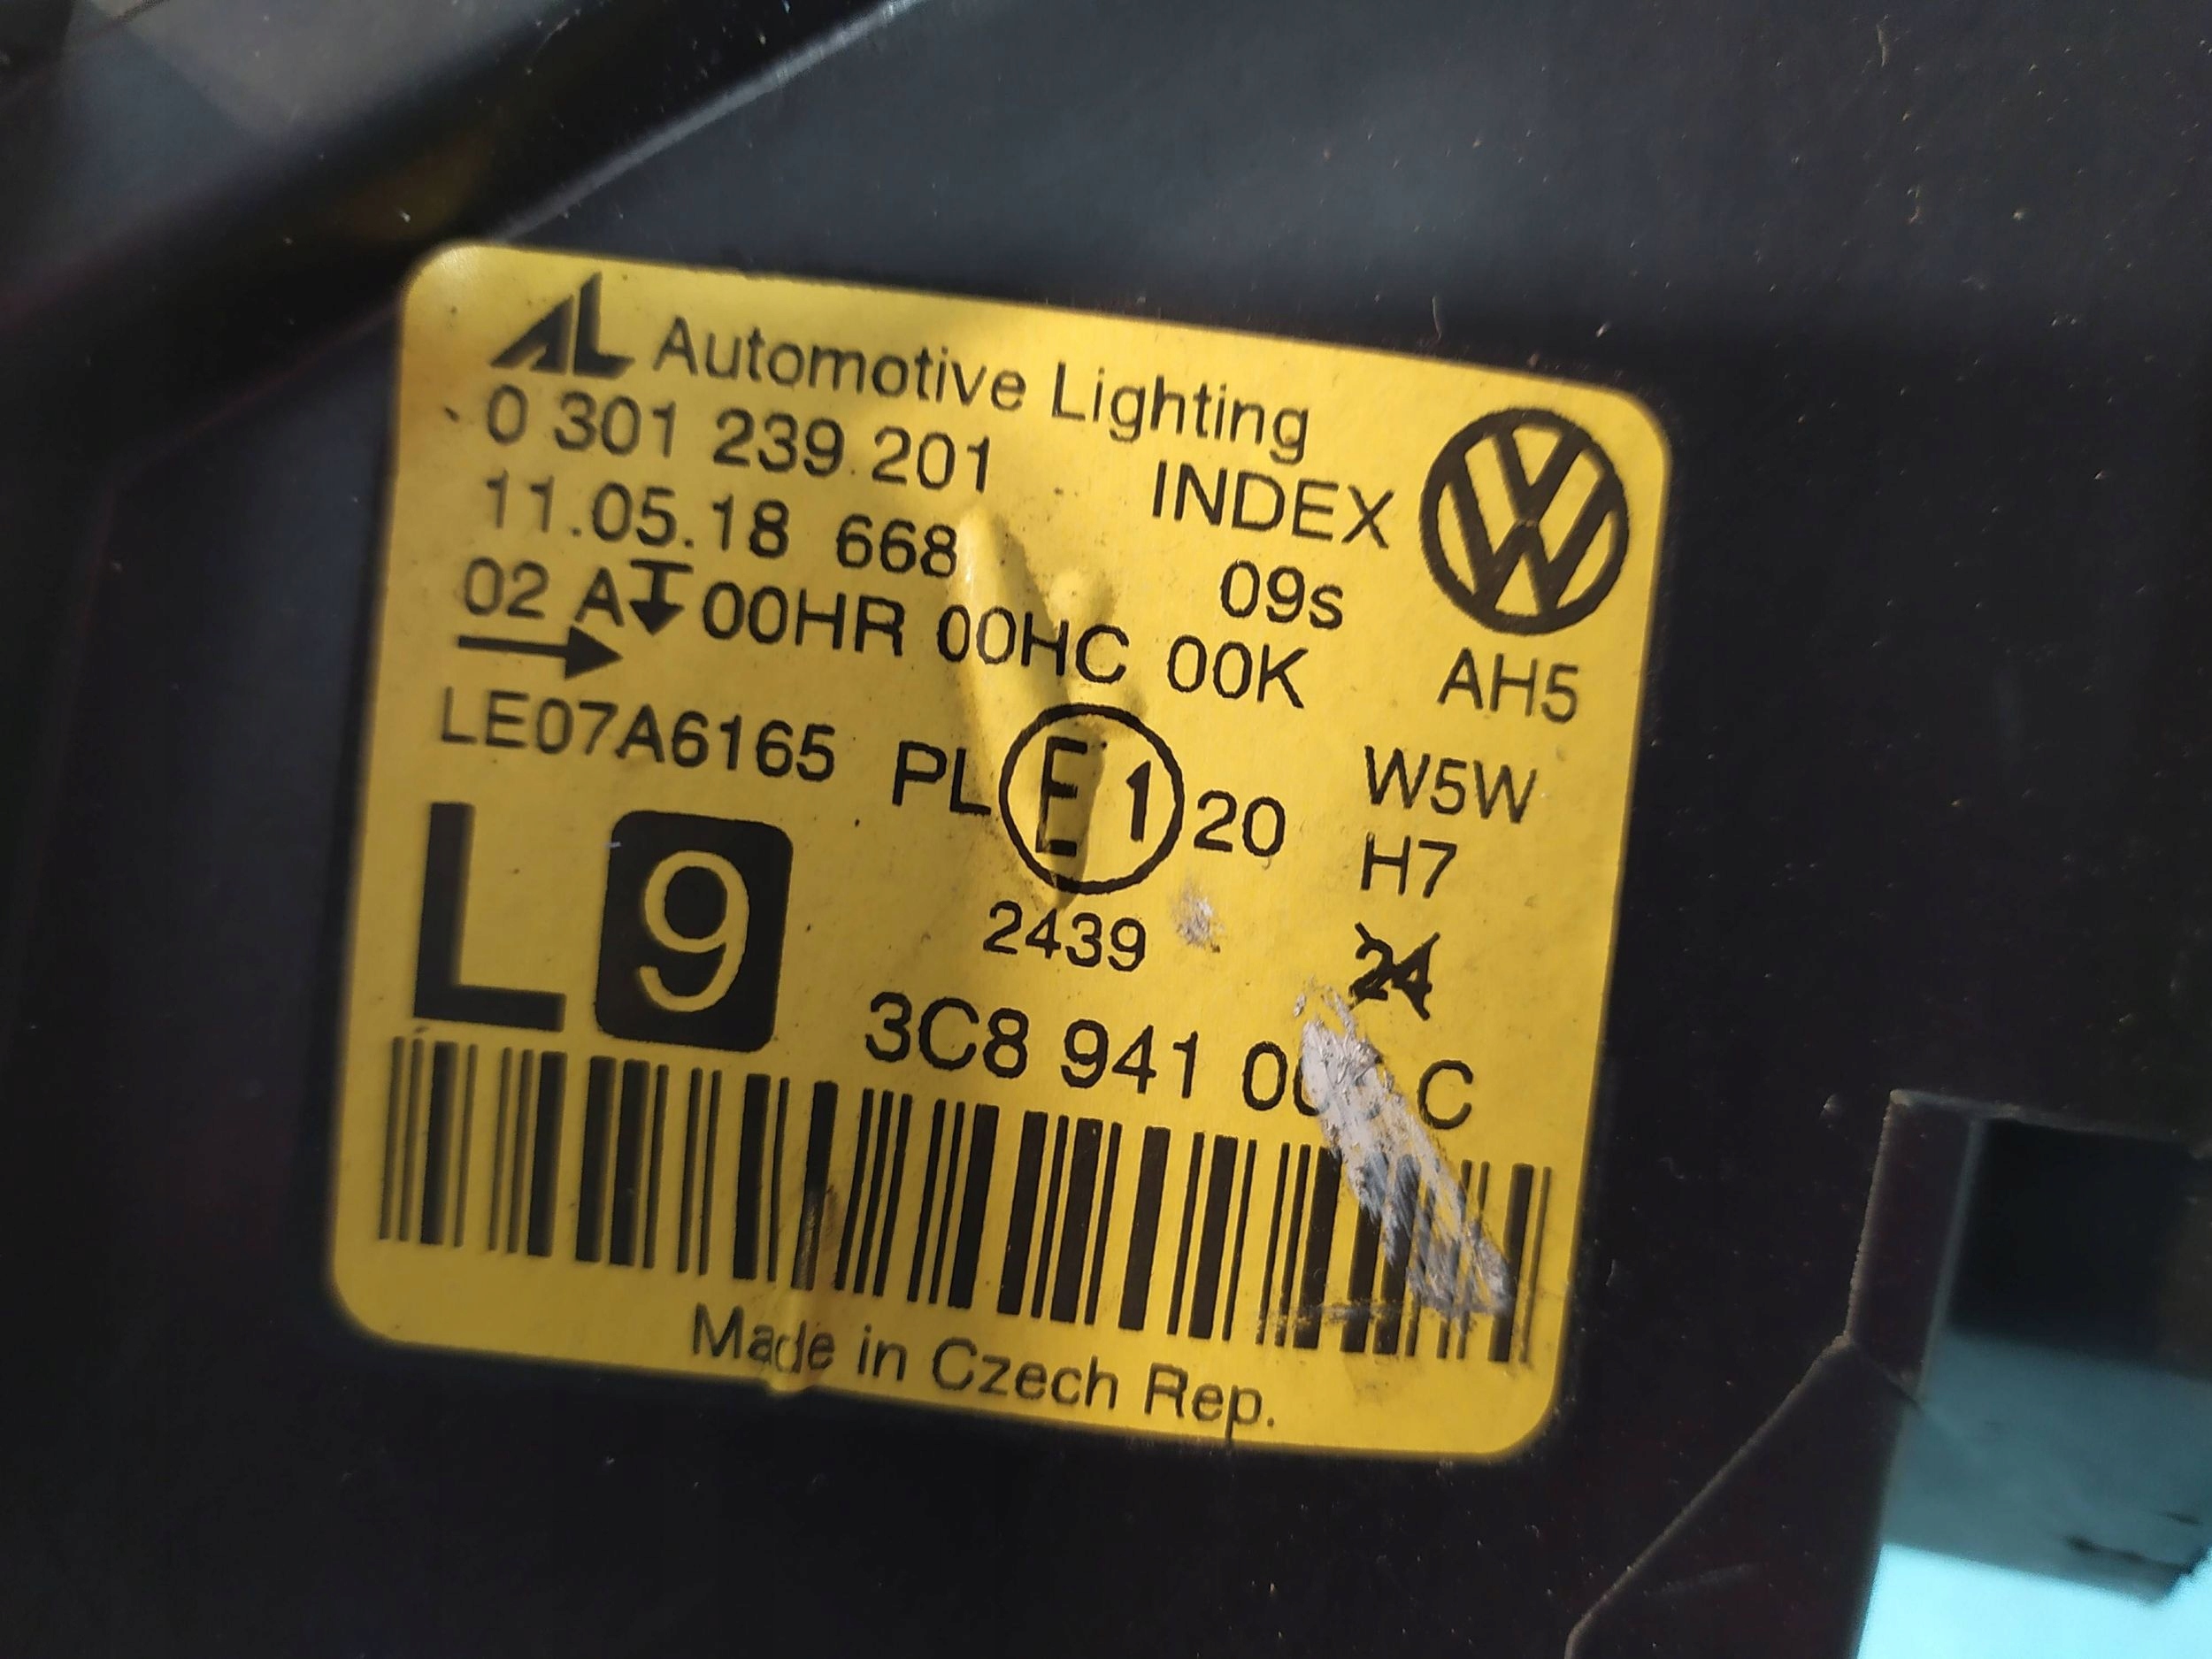 AL Automotive Lighting
0 301 239 201 INDEX
11.05.18 668 09s
02 A 00HR 00HC 00K AH5
LE07A6165 PL E1 20 W5W
H7
L 9 2439 24
3C8 941 C
Made in Czech Rep.